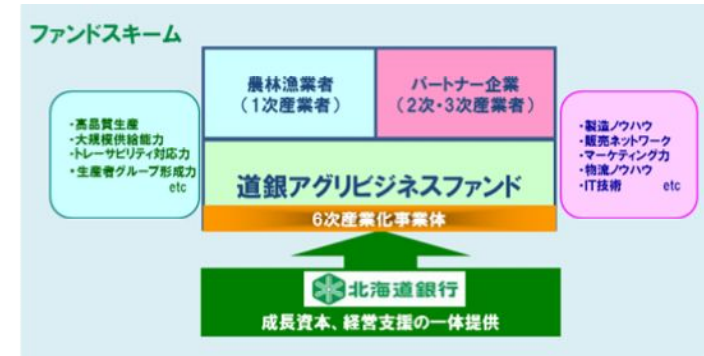 ファンドスキーム
農林漁業者
（1次産業者）
パートナー企業
（2次・3次産業者）
・高品質生産
・大規模供給能力
・トレーサビリティ対応力
・生産者グループ形成力
etc
・製造ノウハウ
・販売ネットワーク
・マーケティング力
・物流ノウハウ
・IT技術 etc
道銀アグリビジネスファンド
6次産業化事業体
北海道銀行
成長資本、経営支援の一体提供